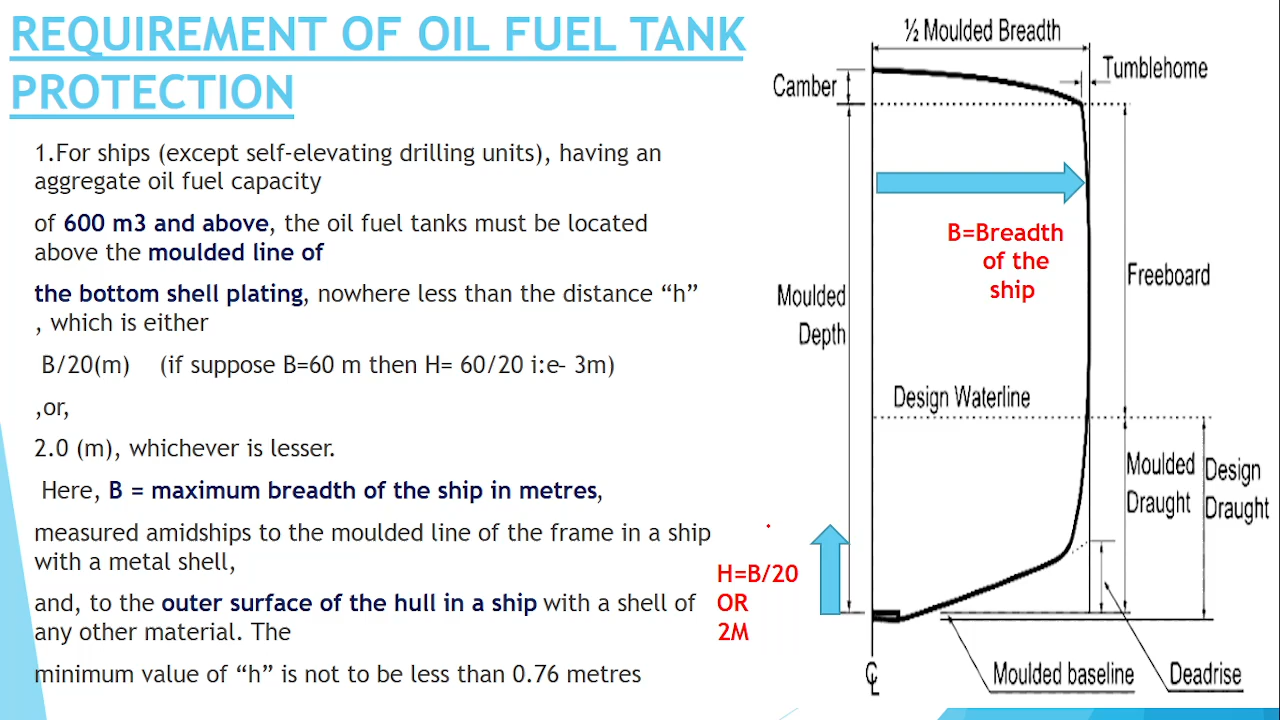 REQUIREMENT OF OIL FUEL TANK
PROTECTION
1.For ships (except self-elevating drilling units), having an
aggregate oil fuel capacity
of 600 m3 and above, the oil fuel tanks must be located
above the moulded line of
the bottom shell plating, nowhere less than the distance “h”
, which is either
B/20(m) (if suppose B=60 m then H= 60/20 i:e- 3m)
,or,
2.0 (m), whichever is lesser.
Here, B = maximum breadth of the ship in metres,
measured amidships to the moulded line of the frame in a ship
with a metal shell,
and, to the outer surface of the hull in a ship with a shell of
any other material. The
minimum value of “h” is not to be less than 0.76 metres
½ Moulded Breadth
Tumblehome
Camber
B=Breadth
of the
ship
Freeboard
Moulded
Depth
Design Waterline
Moulded
Draught
Design
Draught
H=B/20
OR
2M
Moulded baseline
Deadrise
℄